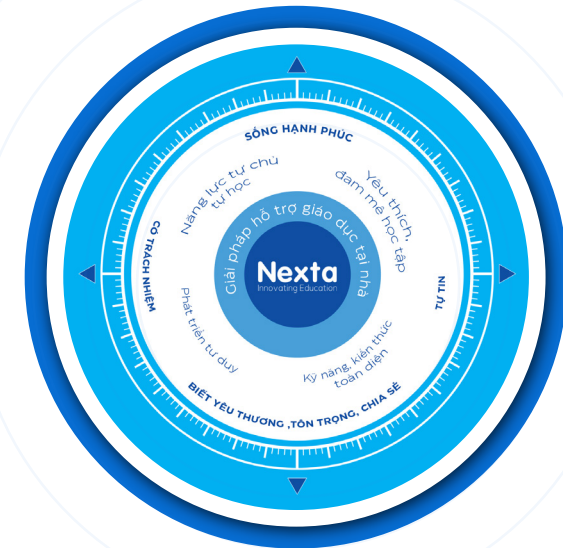 SỐNG HẠNH PHÚC
Năng lực tự chủ
tự học
Yêu thích,
đam mê học tập
CÓ TRÁCH NHIỆM
Giải pháp hỗ trợ giáo dục tại nhà
Nexta
Innovating Education
TỰ TIN
Phát triển tư duy
Kỹ năng, kiến thức
toàn diện
BIẾT YÊU THƯƠNG ,TÔN TRỌNG, CHIA SẺ